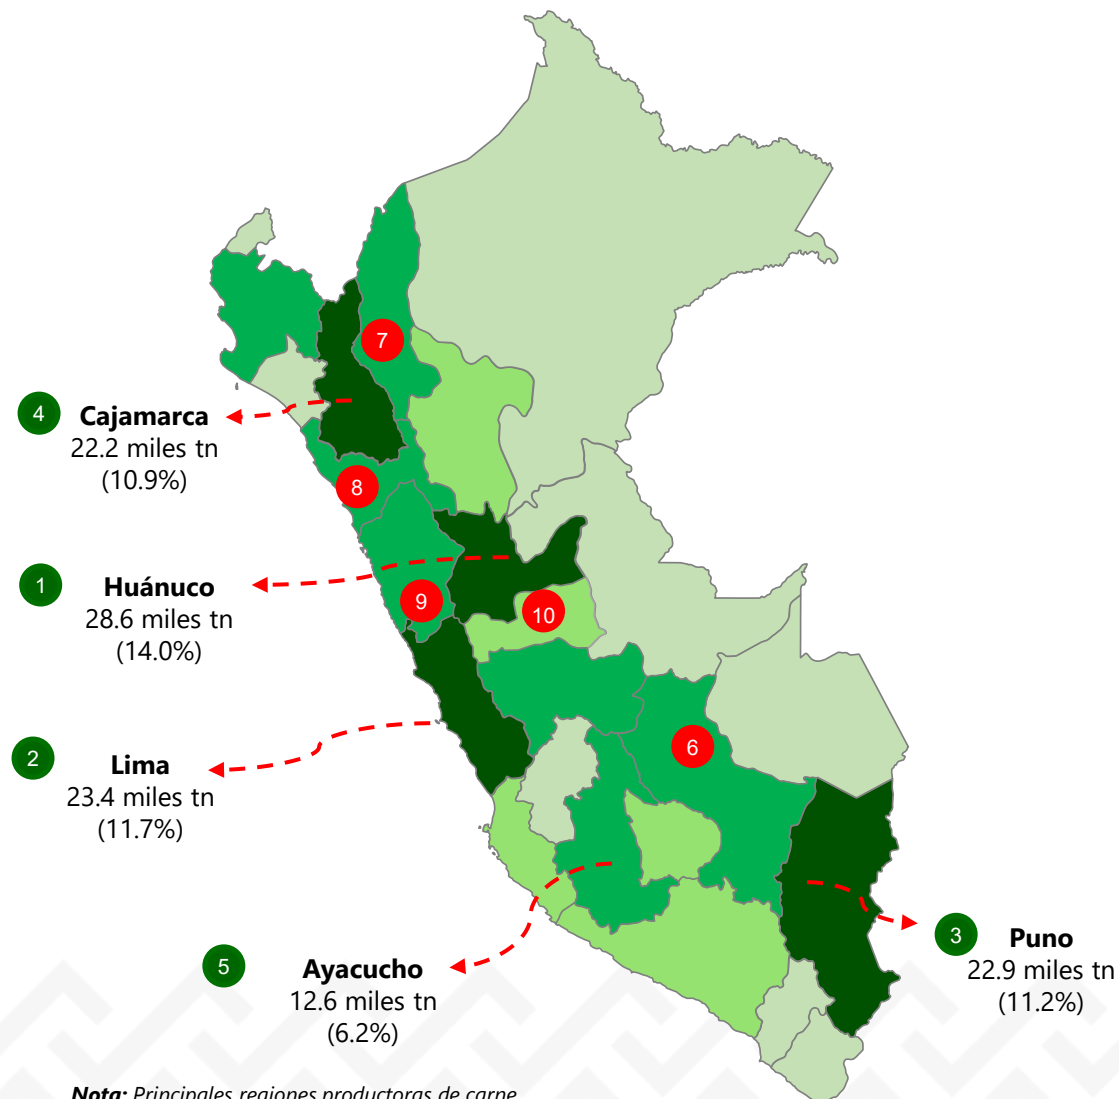 7
4
Cajamarca
22.2 miles tn
(10.9%)
8
1
Huánuco
28.6 miles tn
(14.0%)
9
10
2
Lima
23.4 miles tn
(11.7%)
6
5
Ayacucho
12.6 miles tn
(6.2%)
3
Puno
22.9 miles tn
(11.2%)
Nota: Principales regiones productoras de carne